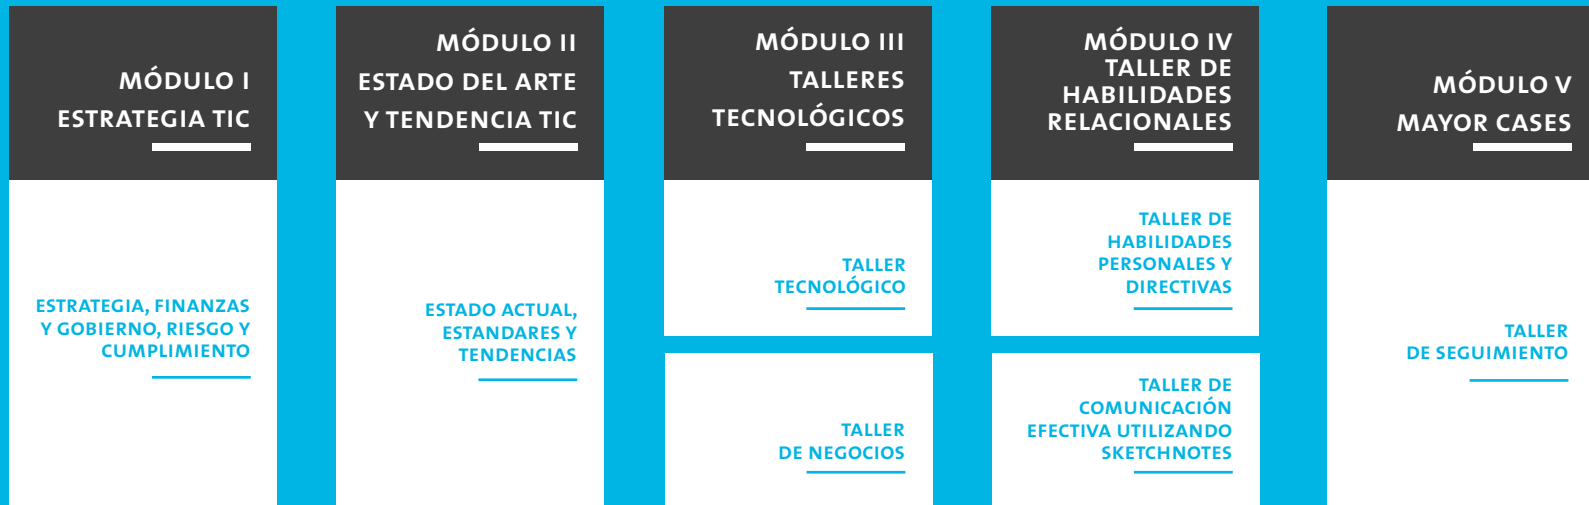 MÓDULO I
ESTRATEGIA TIC
ESTRATEGIA, FINANZAS
Y GOBIERNO, RIESGO Y
CUMPLIMIENTO
MÓDULO II
ESTADO DEL ARTE
Y TENDENCIA TIC
ESTADO ACTUAL,
ESTANDARES Y
TENDENCIAS
MÓDULO III
TALLERES
TECNOLÓGICOS
TALLER
TECNOLÓGICO
TALLER
DE NEGOCIOS
MÓDULO IV
TALLER DE
HABILIDADES
RELACIONALES
TALLER DE
HABILIDADES
PERSONALES Y
DIRECTIVAS
TALLER DE
COMUNICACIÓN
EFECTIVA UTILIZANDO
SKETCHNOTES
MÓDULO V
MAYOR CASES
TALLER
DE SEGUIMIENTO